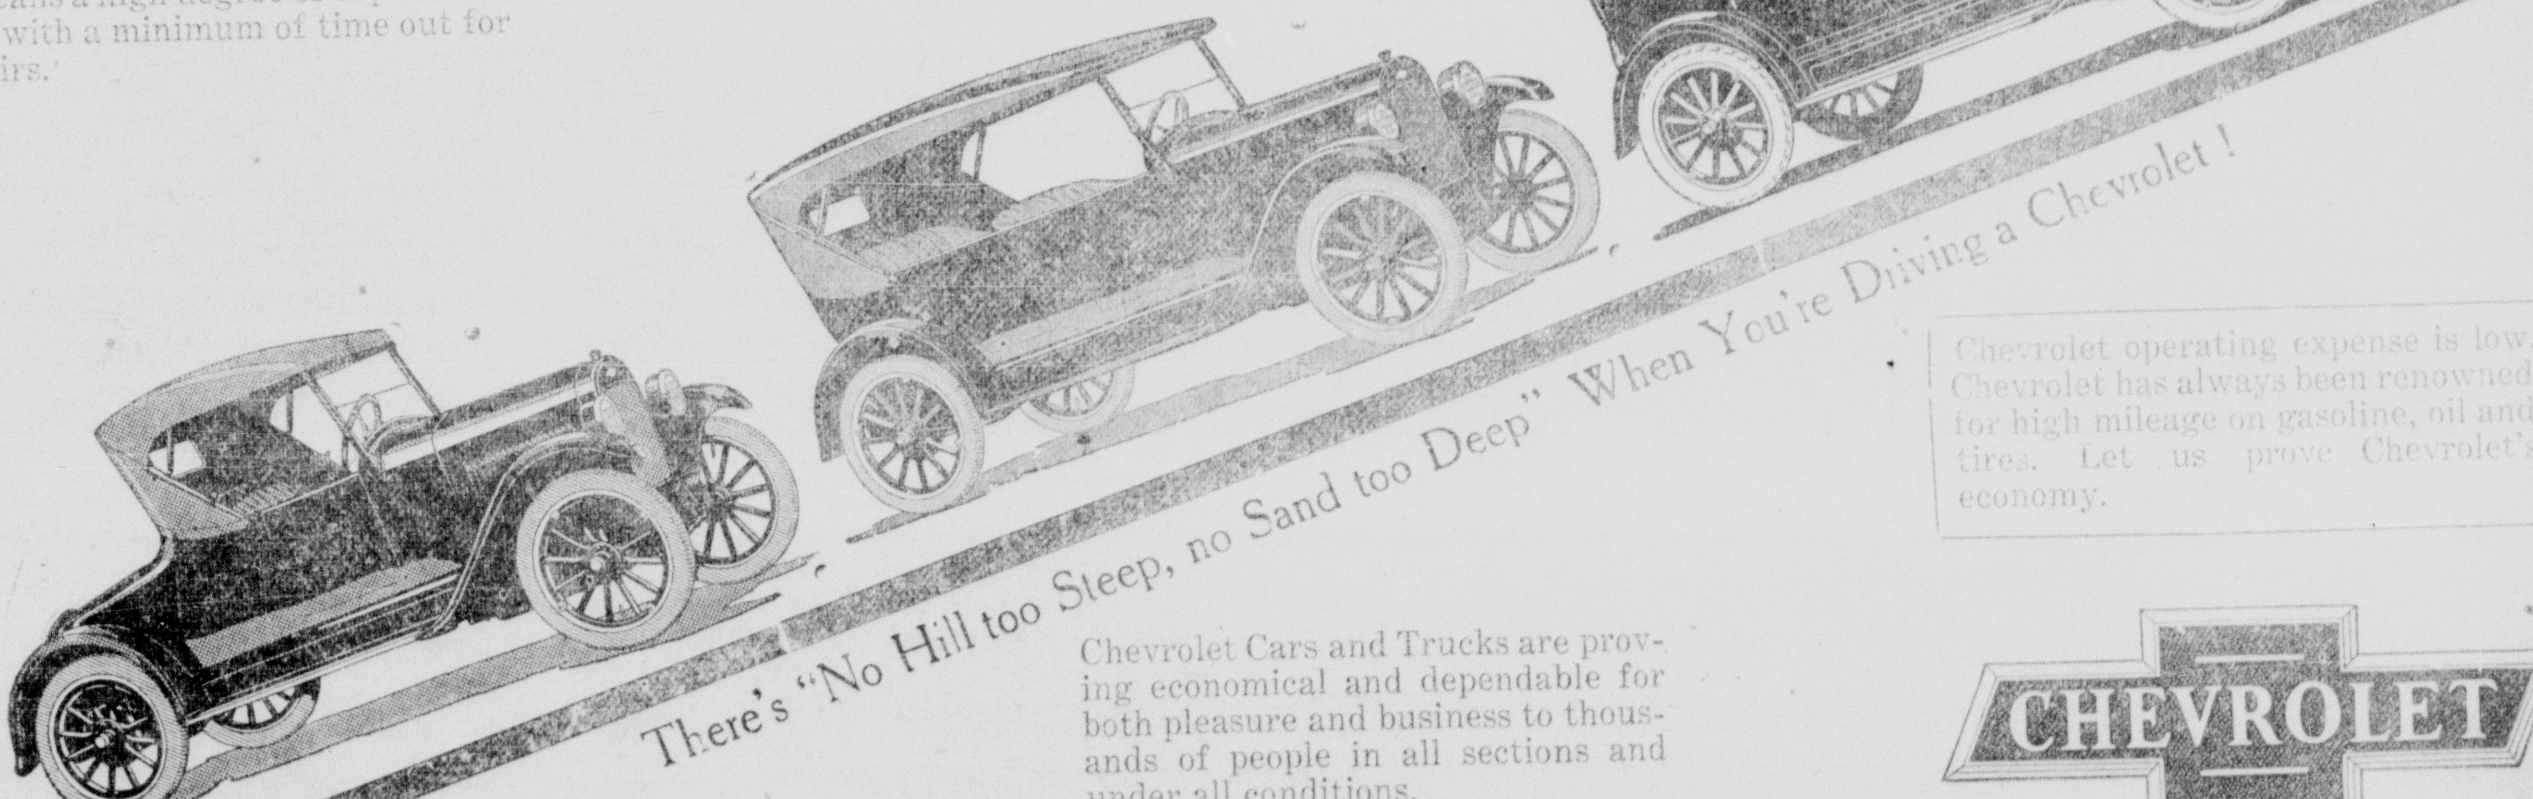 with a minimum of time out for
irs.
There's "No Hill too Steep, no Sand too Deep" When You're Driving a Chevrolet!
Chevrolet operating expense is low.
Chevrolet has always been renowned
for high mileage on gasoline, oil and
tires. Let us prove Chevrolet's
economy.
Chevrolet Cars and Trucks are prov-
ing economical and dependable for
both pleasure and business to thous-
ands of people in all sections and
under all conditions.
CHEVROLET